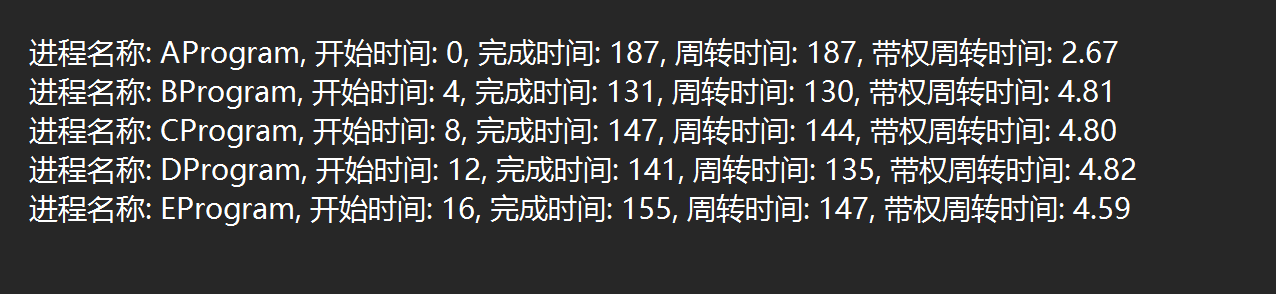 进程名称: AProgram, 开始时间: 0, 完成时间: 187, 周转时间: 187, 带权周转时间: 2.67
进程名称: BProgram, 开始时间: 4, 完成时间: 131, 周转时间: 130, 带权周转时间: 4.81
进程名称: CProgram, 开始时间: 8, 完成时间: 147, 周转时间: 144, 带权周转时间: 4.80
进程名称: DProgram, 开始时间: 12, 完成时间: 141, 周转时间: 135, 带权周转时间: 4.82
进程名称: EProgram, 开始时间: 16, 完成时间: 155, 周转时间: 147, 带权周转时间: 4.59